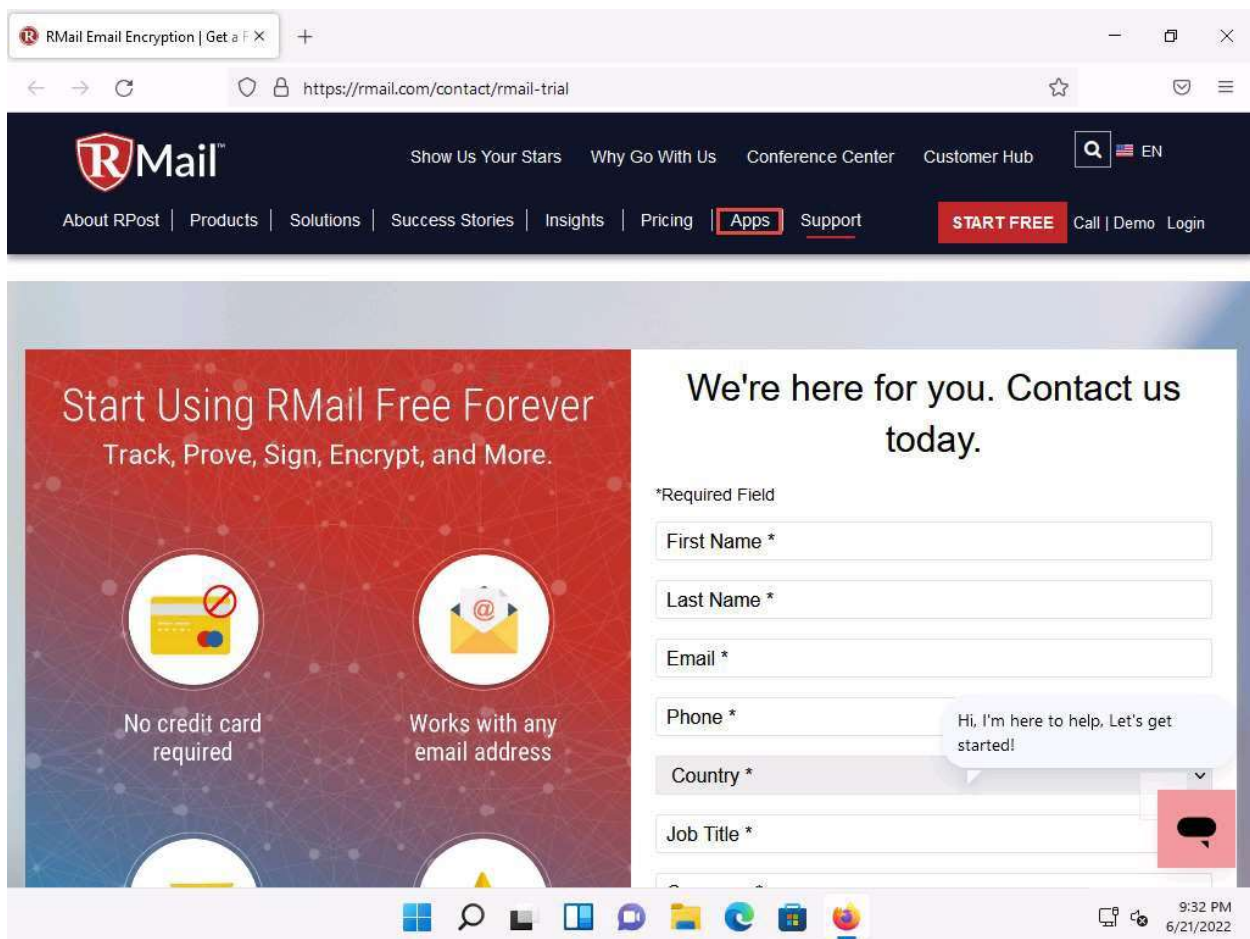 RMail Email Encryption | Get a F
https://rmail.com/contact/rmail-trial
RMail™
Show Us Your Stars Why Go With Us Conference Center Customer Hub EN
About RPost | Products | Solutions | Success Stories | Insights | Pricing | Apps | Support START FREE Call | Demo Login
Start Using RMail Free Forever
Track, Prove, Sign, Encrypt, and More.
No credit card
required
Works with any
email address
We're here for you. Contact us
today.
*Required Field
First Name *
Last Name *
Email *
Phone *
Hi, I'm here to help, Let's get
started!
Country *
Job Title *
9:32 PM
6/21/2022